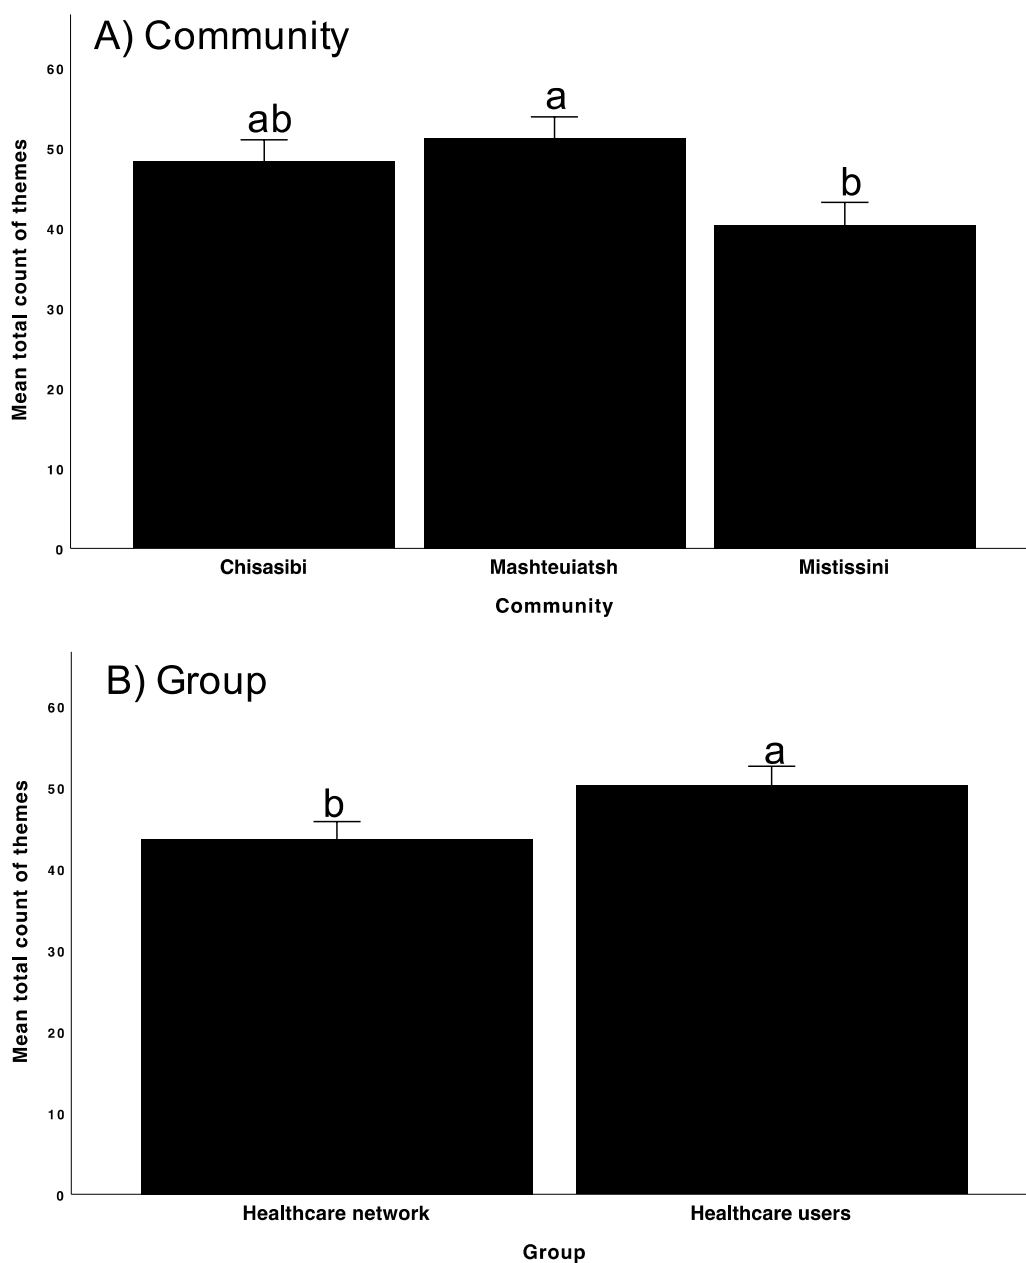 A) Community
Mean total count of themes
60
50
40
30
20
10
0
ab
a
b
Chisasibi
Mashteuiatsh
Mistissini
Community
B) Group
Mean total count of themes
60
50
40
30
20
10
0
b
a
Healthcare network
Healthcare users
Group